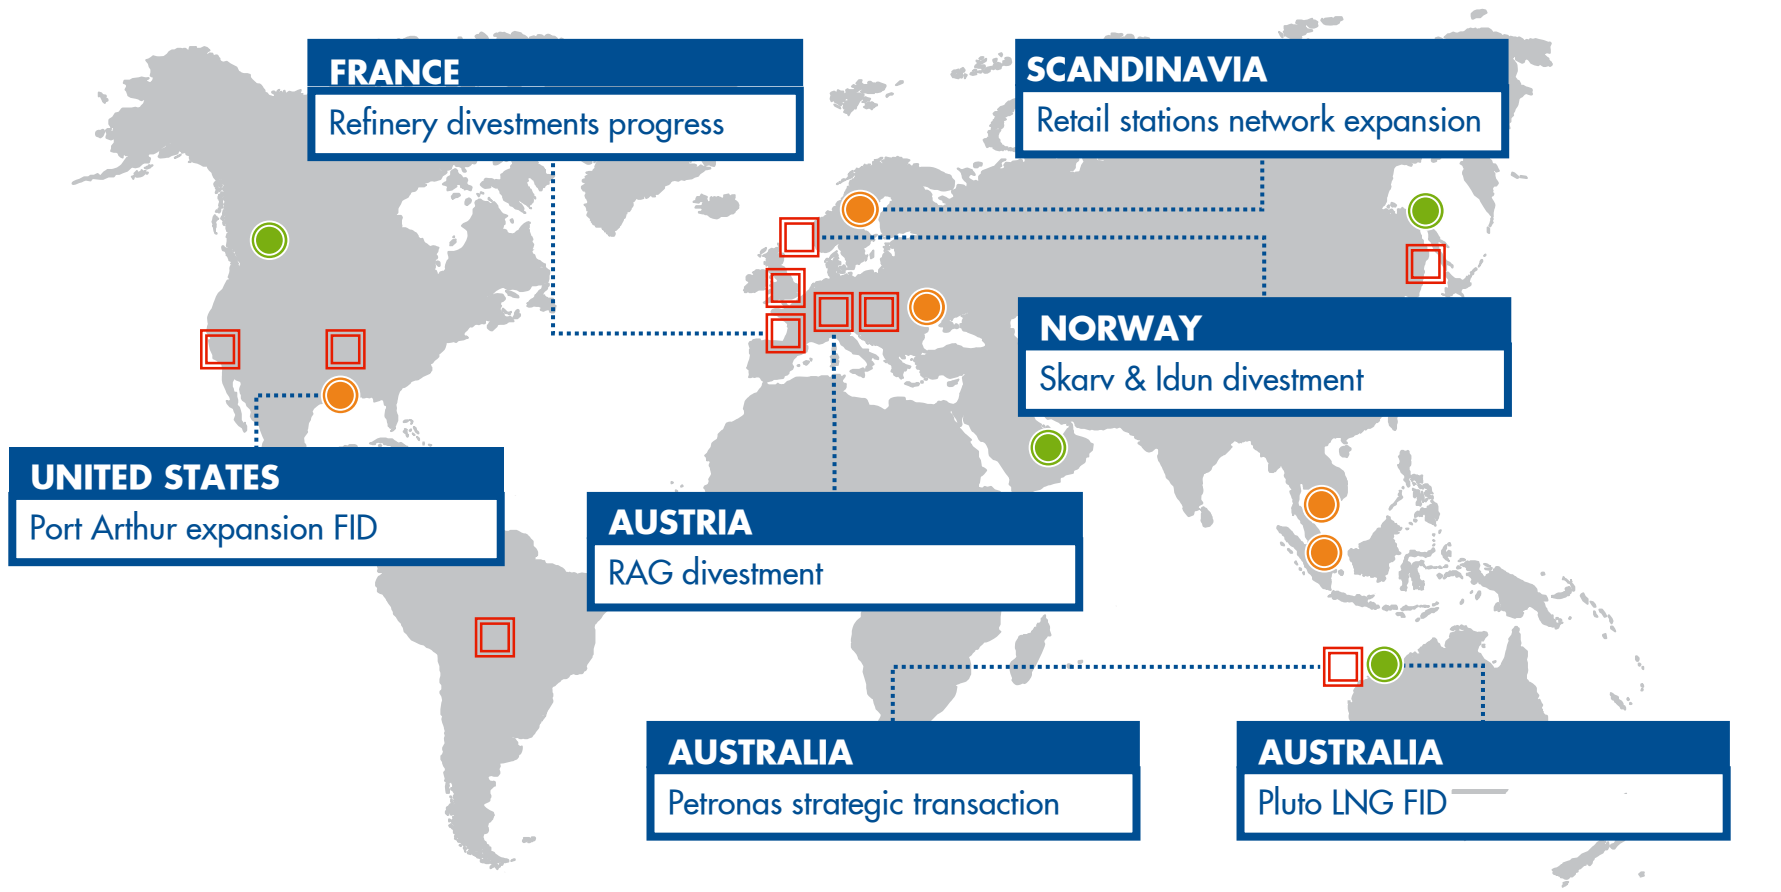 FRANCE
Refinery divestments progress
SCANDINAVIA
Retail stations network expansion
NORWAY
Skarv & Idun divestment
UNITED STATES
Port Arthur expansion FID
AUSTRIA
RAG divestment
AUSTRALIA
Petronas strategic transaction
AUSTRALIA
Pluto LNG FID